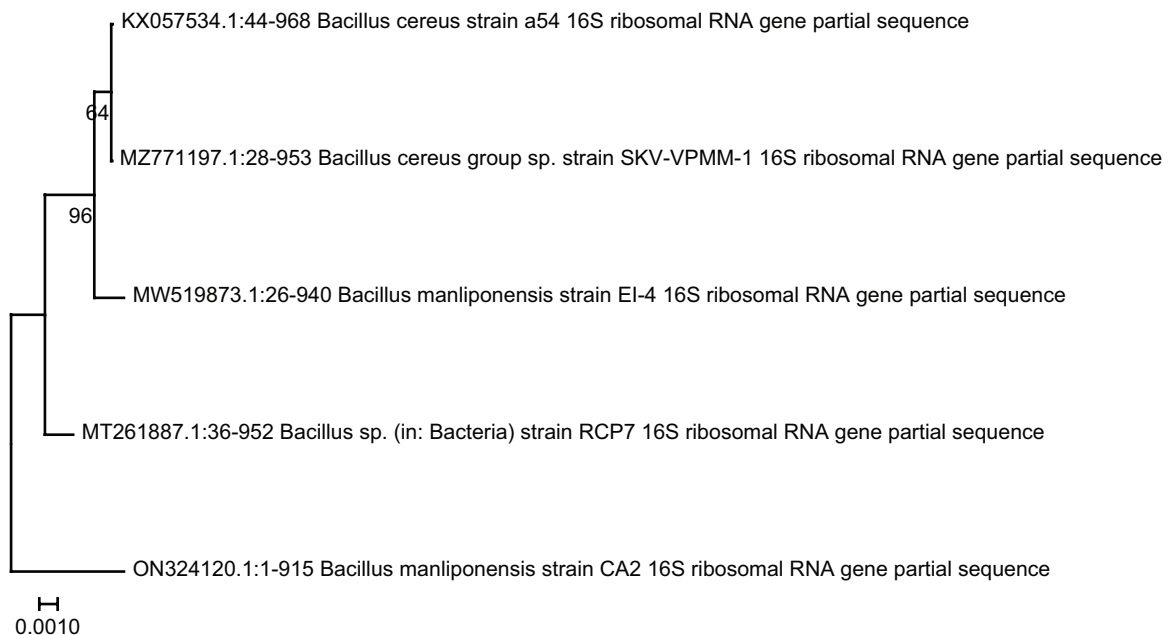 KX057534.1:44-968 Bacillus cereus strain a54 16S ribosomal RNA gene partial sequence
64
MZ771197.1:28-953 Bacillus cereus group sp. strain SKV-VPMM-1 16S ribosomal RNA gene partial sequence
96
MW519873.1:26-940 Bacillus manliponensis strain EI-4 16S ribosomal RNA gene partial sequence
MT261887.1:36-952 Bacillus sp. (in: Bacteria) strain RCP7 16S ribosomal RNA gene partial sequence
ON324120.1:1-915 Bacillus manliponensis strain CA2 16S ribosomal RNA gene partial sequence
0.0010